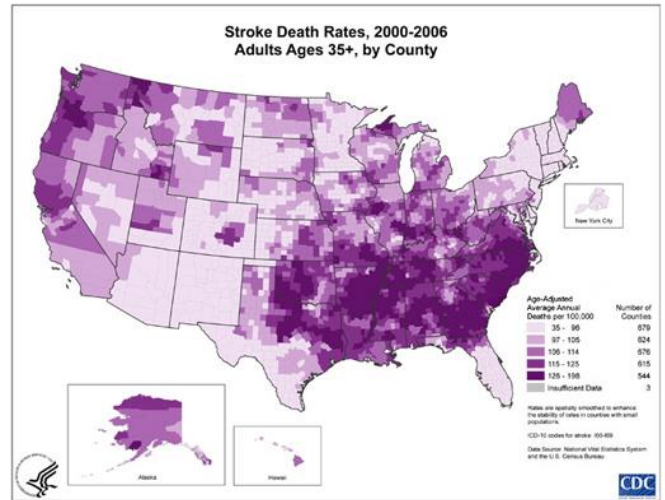 Stroke Death Rates, 2000-2006
Adults Ages 35+, by County
New York City
Age-Adjusted
Average Annual
Deaths per 100,000
Number of
Counties
35 - 96 679
97 - 105 624
106 - 114 676
115 - 125 615
126 - 198 544
Insufficient Data 3
Rates are spatially smoothed to enhance
the stability of rates in counties with small
populations.
ICD-10 codes for stroke: I60-I69
Data Source: National Vital Statistics System
and the U.S. Census Bureau
Alaska
Hawaii
CDC